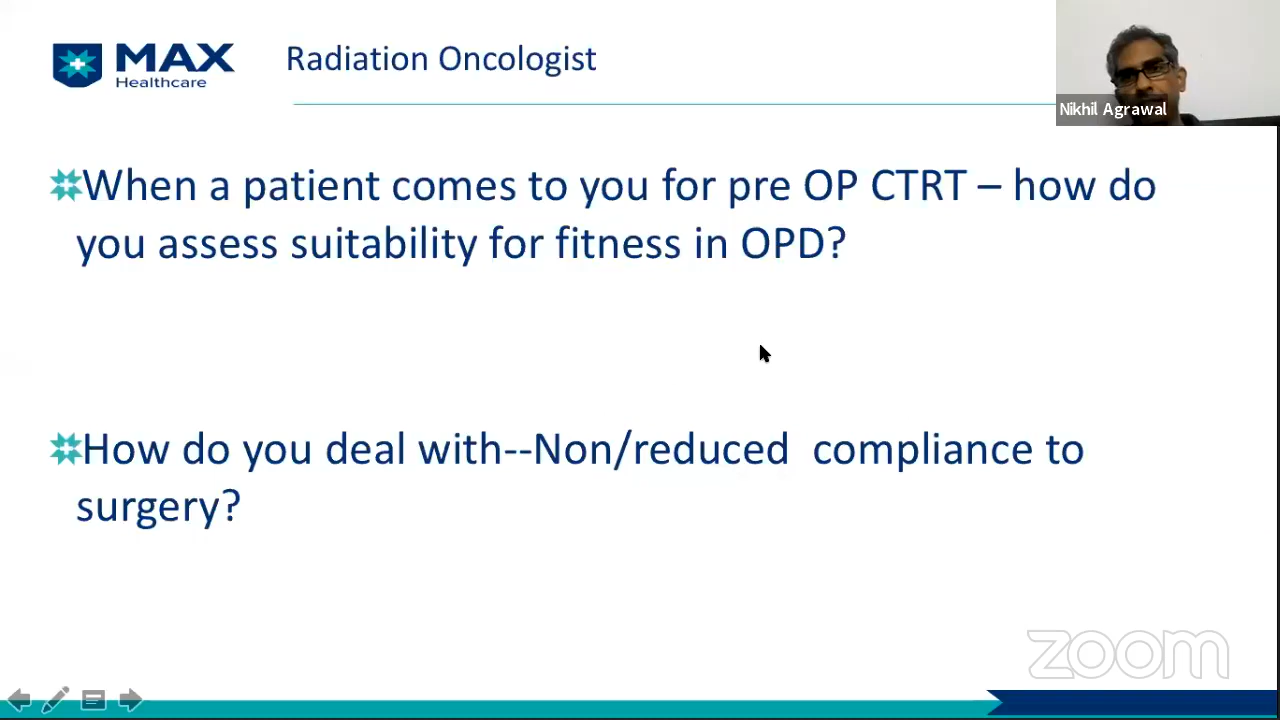 MAX
Healthcare
Radiation Oncologist
Nikhil Agrawal
When a patient comes to you for pre OP CTRT – how do
you assess suitability for fitness in OPD?
How do you deal with--Non/reduced  compliance to
surgery?
zoom